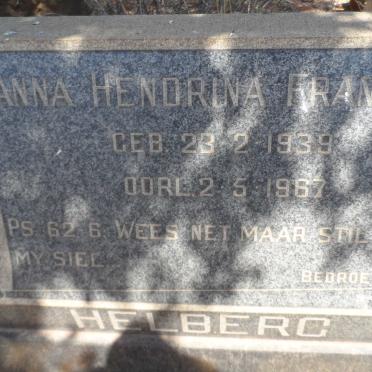 ANNA HENDRINA FRAN
GEB. 23-2-1939
OORL. 2-5-1967
PS. 62:6 WEES NET MAAR STIL
MY SIEL
BEDROE
HELBERG